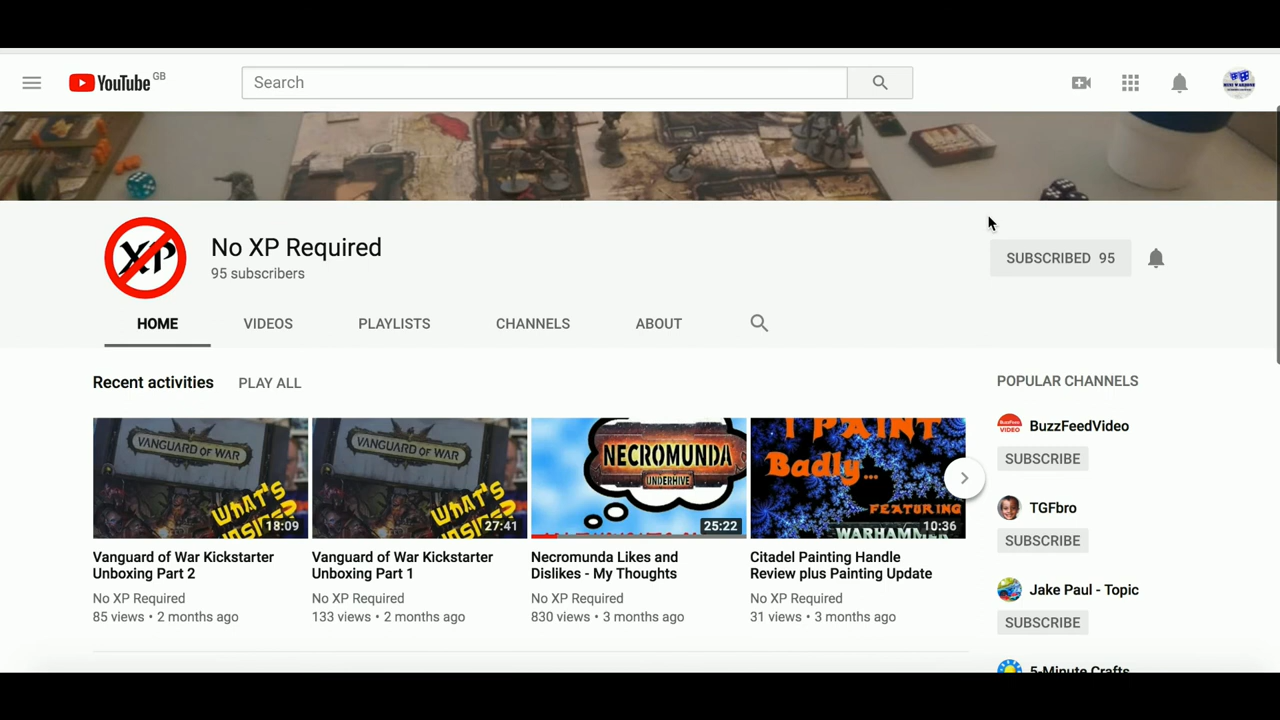 YouTube GB
Search
No XP Required
95 subscribers
SUBSCRIBED 95
XP
HOME
VIDEOS
PLAYLISTS
CHANNELS
ABOUT
Recent activities
PLAY ALL
POPULAR CHANNELS
VANGUARD OF WAR
WHAT'S
INSIDE?
18:09
VANGUARD OF WAR
WHAT'S
INSIDE?
27:41
NECROMUNDA
UNDERHIVE
25:22
I PAINT
Badly...
FEATURING
WARHAMMER
10:36
Vanguard of War Kickstarter
Unboxing Part 2
No XP Required
85 views • 2 months ago
Vanguard of War Kickstarter
Unboxing Part 1
No XP Required
133 views • 2 months ago
Necromunda Likes and
Dislikes - My Thoughts
No XP Required
830 views • 3 months ago
Citadel Painting Handle
Review plus Painting Update
No XP Required
31 views • 3 months ago
BuzzFeedVideo
SUBSCRIBE
TGFbro
SUBSCRIBE
Jake Paul - Topic
SUBSCRIBE
5-Minute Crafts